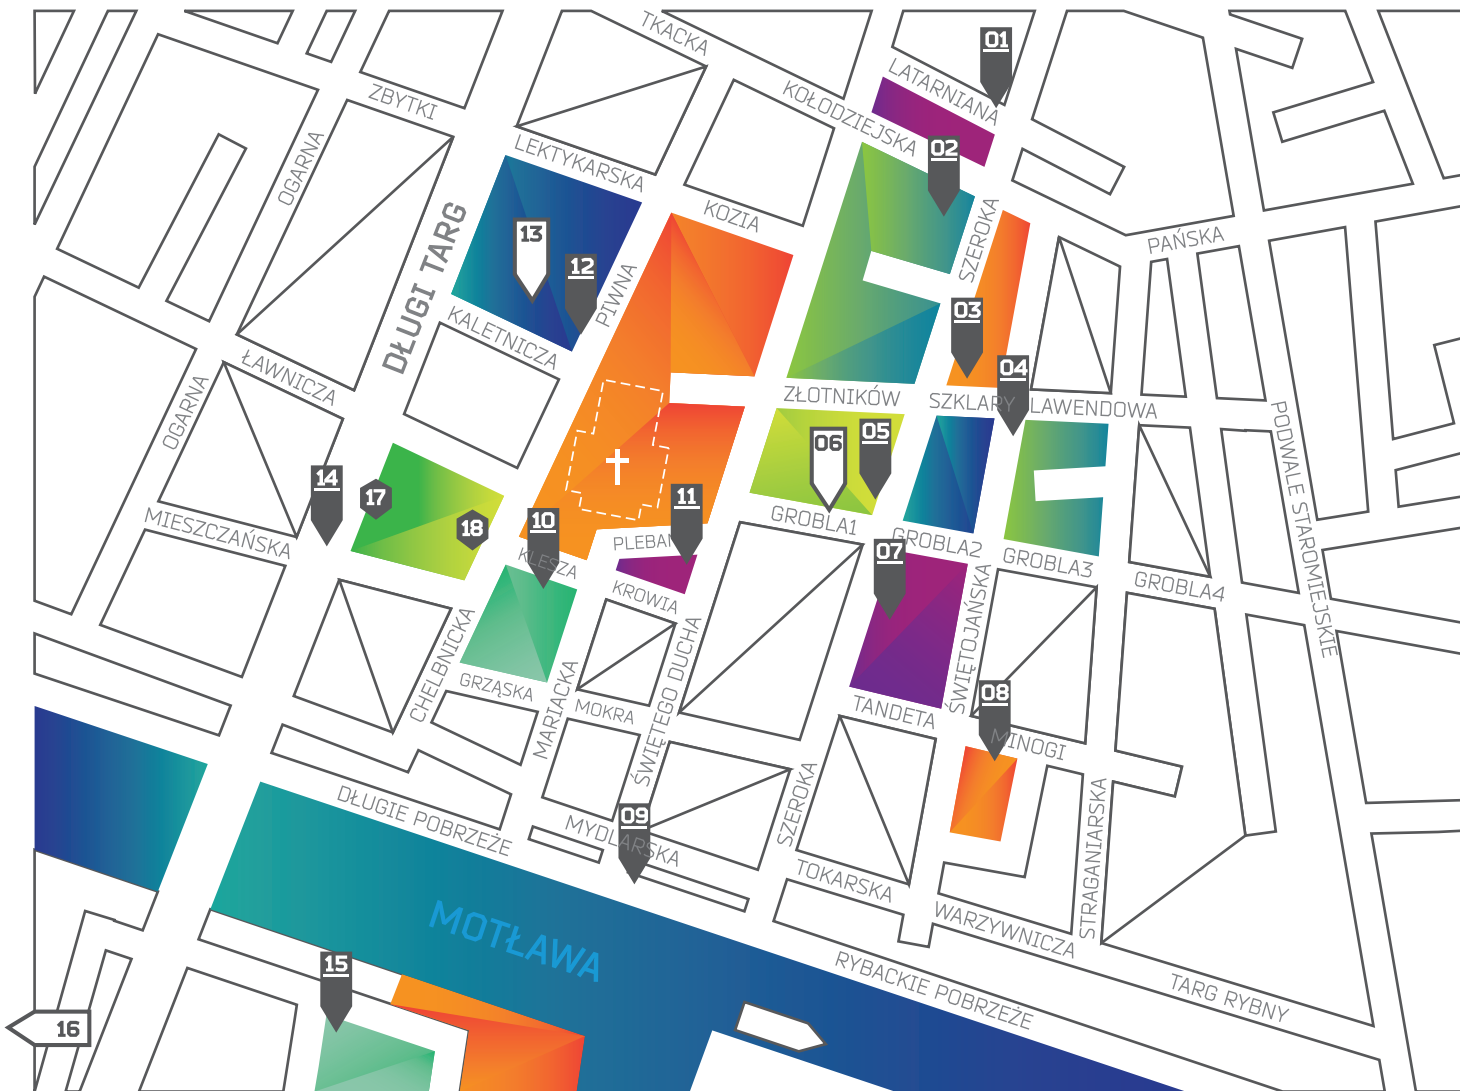 TKACKA
01
LATARNIANA
ZBYTKI
KOŁODZIEJSKA
02
OGARNA
LEKTYKARSKA
KOZIA
SZEROKA
PAŃSKA
DŁUGI TARG
13
12
PIWNA
KALETNICZA
03
04
ŁAWNICZA
ZŁOTNIKÓW
SZKLARY
LAWENDOWA
OGARNA
PODWALE STAROMIEJSKIE
06
05
14
17
18
10
11
MIESZCZAŃSKA
GROBLA1
GROBLA2
GROBLA3
GROBLA4
KLESZA
07
KROWIA
CHLEBNICKA
GRZĄSKA
MARIACKA
MOKRA
ŚWIĘTEGO DUCHA
ŚWIĘTOJAŃSKA
08
TANDETA
MINOGI
DŁUGIE POBRZEŻE
09
MYDLARSKA
SZEROKA
STRAGANIARSKA
TOKARSKA
WARZYWNICZA
MOTŁAWA
RYBACKIE POBRZEŻE
TARG RYBNY
15
16